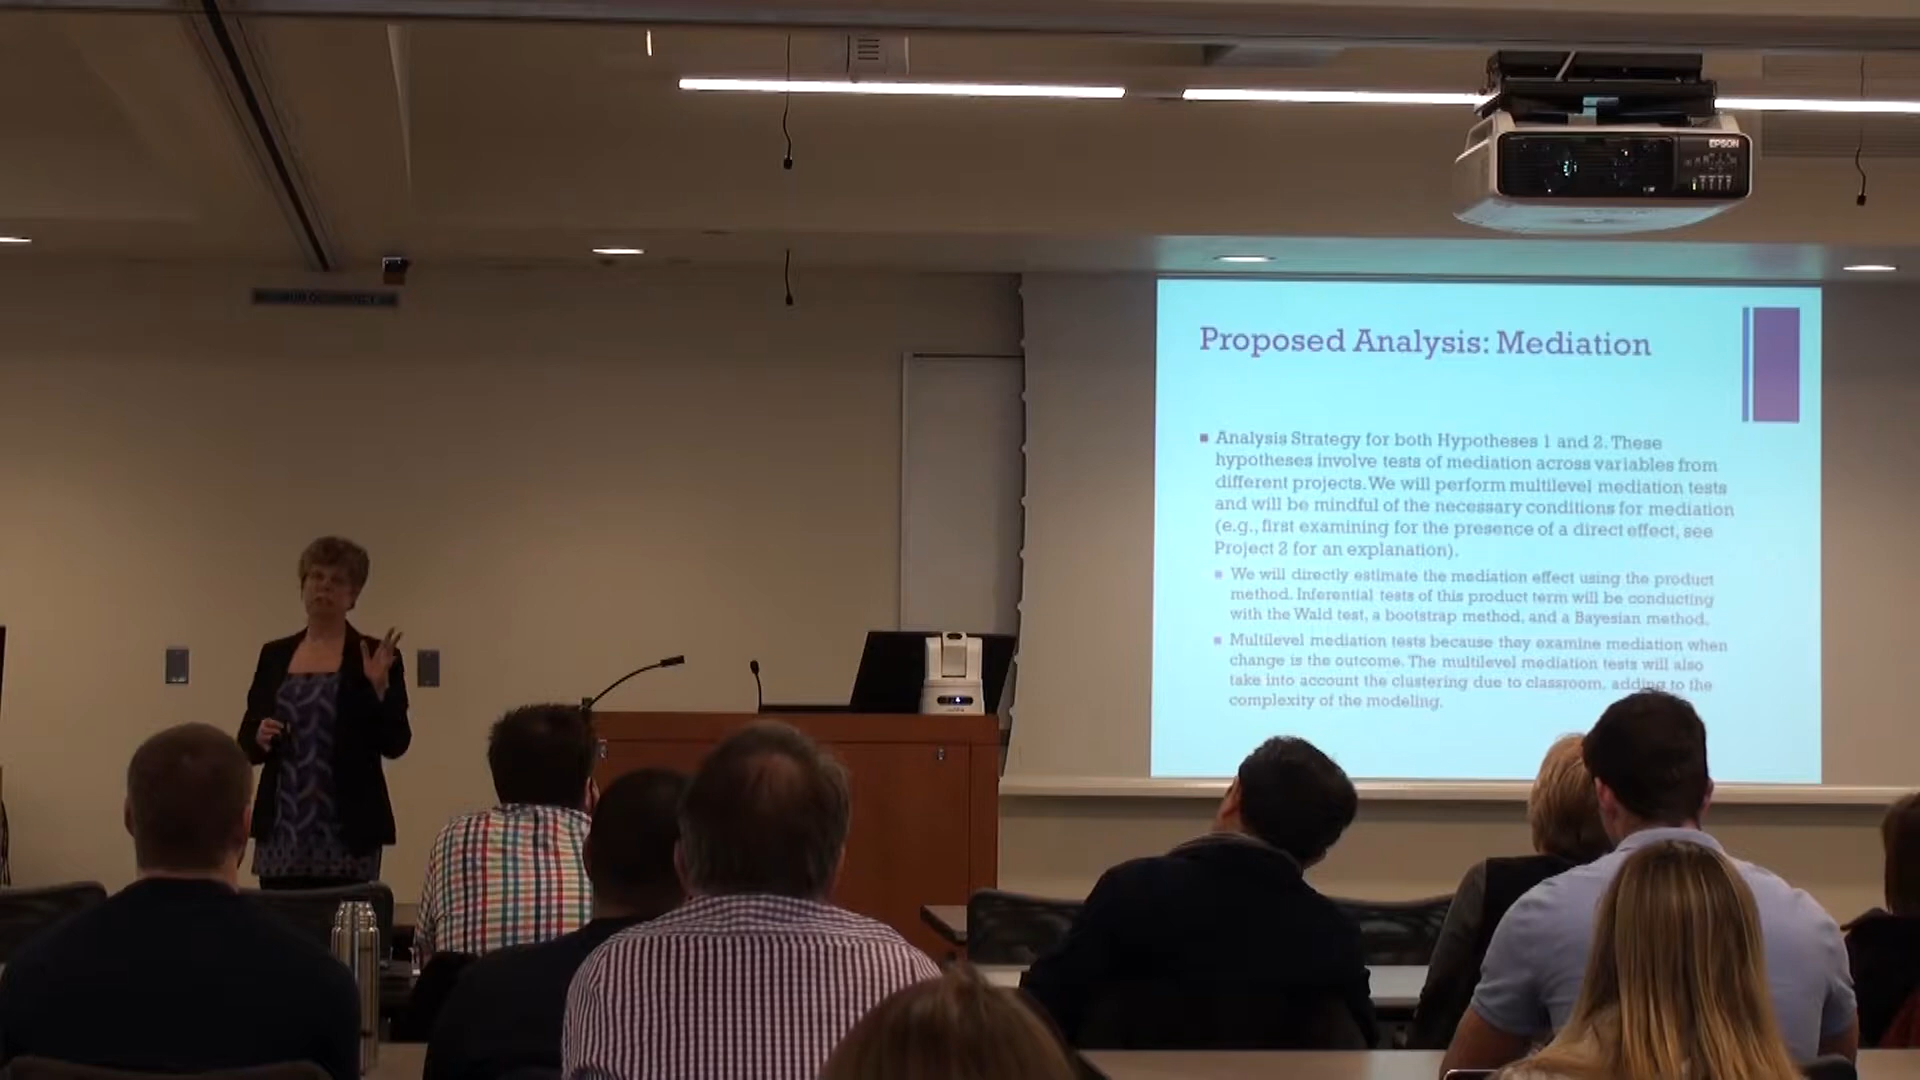 EPSON
Proposed Analysis: Mediation
Analysis Strategy for both Hypotheses 1 and 2. These
hypotheses involve tests of mediation across variables from
different projects. We will perform multilevel mediation tests
and will be mindful of the necessary conditions for mediation
(e.g., first examining for the presence of a direct effect, see
Project 2 for an explanation).
We will directly estimate the mediation effect using the product
method. Inferential tests of this product term will be conducting
with the Wald test, a bootstrap method, and a Bayesian method.
Multilevel mediation tests because they examine mediation when
change is the outcome. The multilevel mediation tests will also
take into account the clustering due to classroom, adding to the
complexity of the modeling.